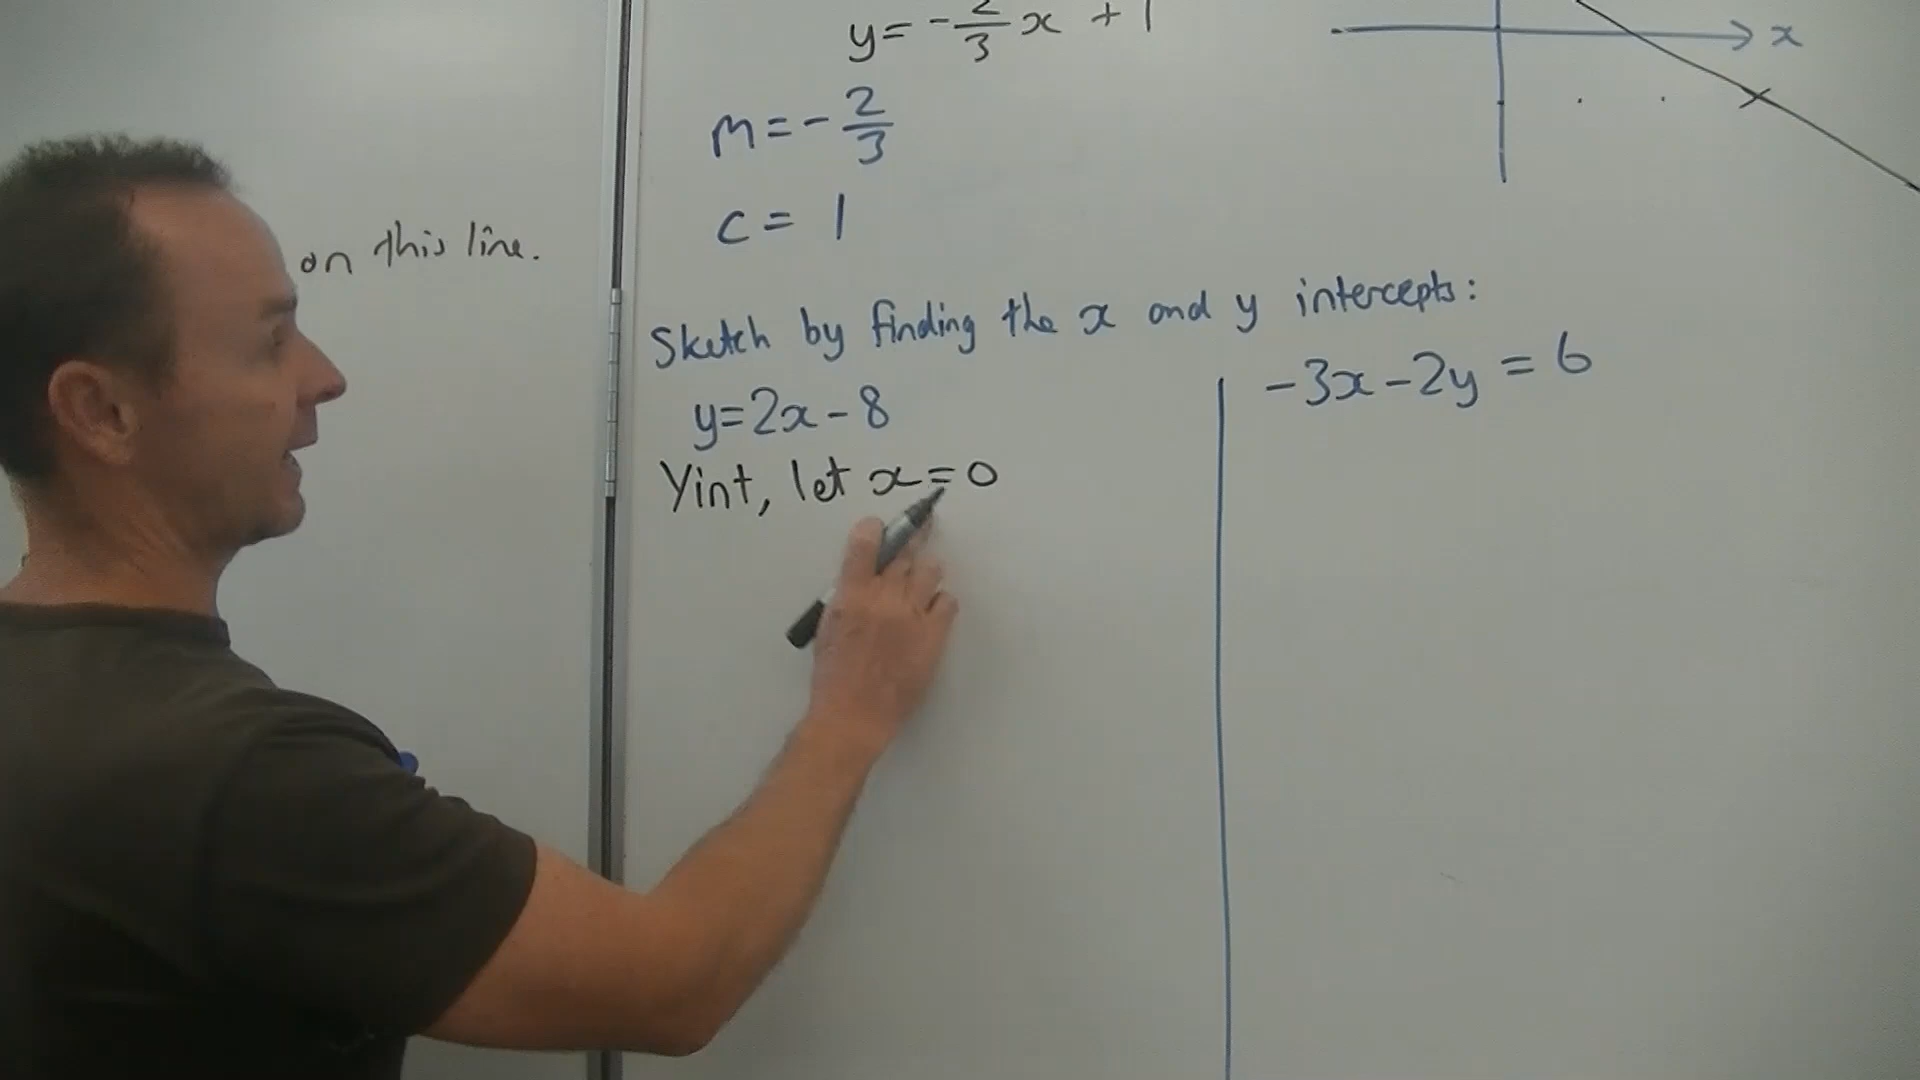 y = -2/3 x + 1
x
m = - 2/3
c = 1
on this line.
Sketch by finding the x and y intercepts:
y=2x-8
-3x-2y = 6
Yint, let x=0